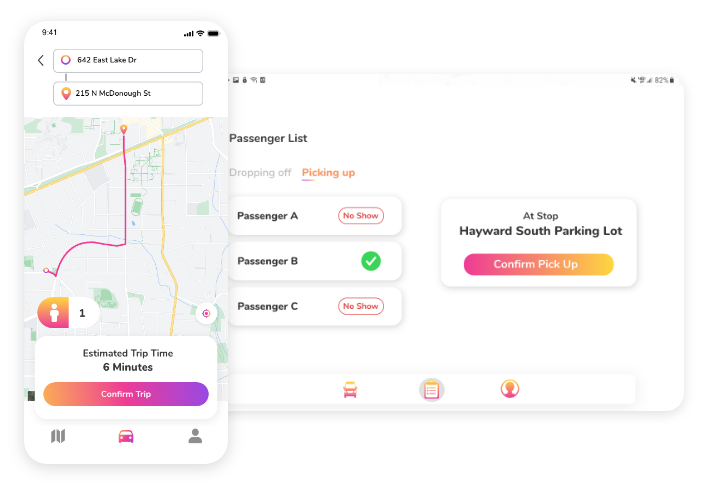 9:41
642 East Lake Dr
215 N McDonough St
1
Estimated Trip Time
6 Minutes
Confirm Trip
82%
Passenger List
Dropping off Picking up
Passenger A No Show
Passenger B
Passenger C No Show
At Stop
Hayward South Parking Lot
Confirm Pick Up